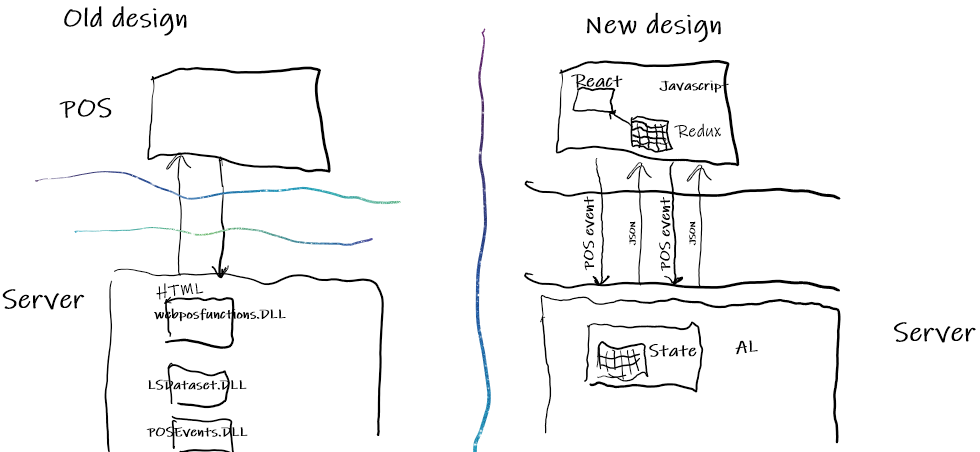 Old design
POS
Server
HTML
webposfunctions.DLL
LSDataset.DLL
POSEvents.DLL
New design
React
Javascript
Redux
POS event
JSON
POS event
JSON
State
AL
Server